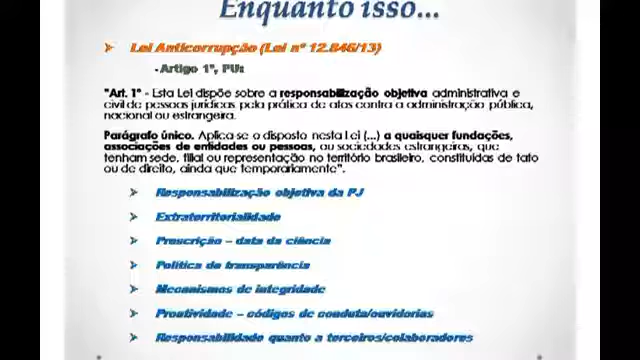 Enquanto isso...
Lei Anticorrupção (Lei nº 12.846/13)
-Artigo 1º, PU:
"Art. 1º - Esta Lei dispõe sobre a responsabilização objetiva administrativa e
civil de pessoas jurídicas pela prática de atos contra a administração pública,
nacional ou estrangeira.
Parágrafo único. Aplica-se o disposto nesta Lei (...) a quaisquer fundações,
associações de entidades ou pessoas, ou sociedades estrangeiras, que
tenham sede, filial ou representação no território brasileiro, constituídas de fato
ou de direito, ainda que temporariamente".
Responsabilização objetiva da PJ
Extraterritorialidade
Prescrição – data da ciência
Política de transparência
Mecanismos de integridade
Proatividade – códigos de conduta/ouvidorias
Responsabilidade quanto a terceiros/colaboradores